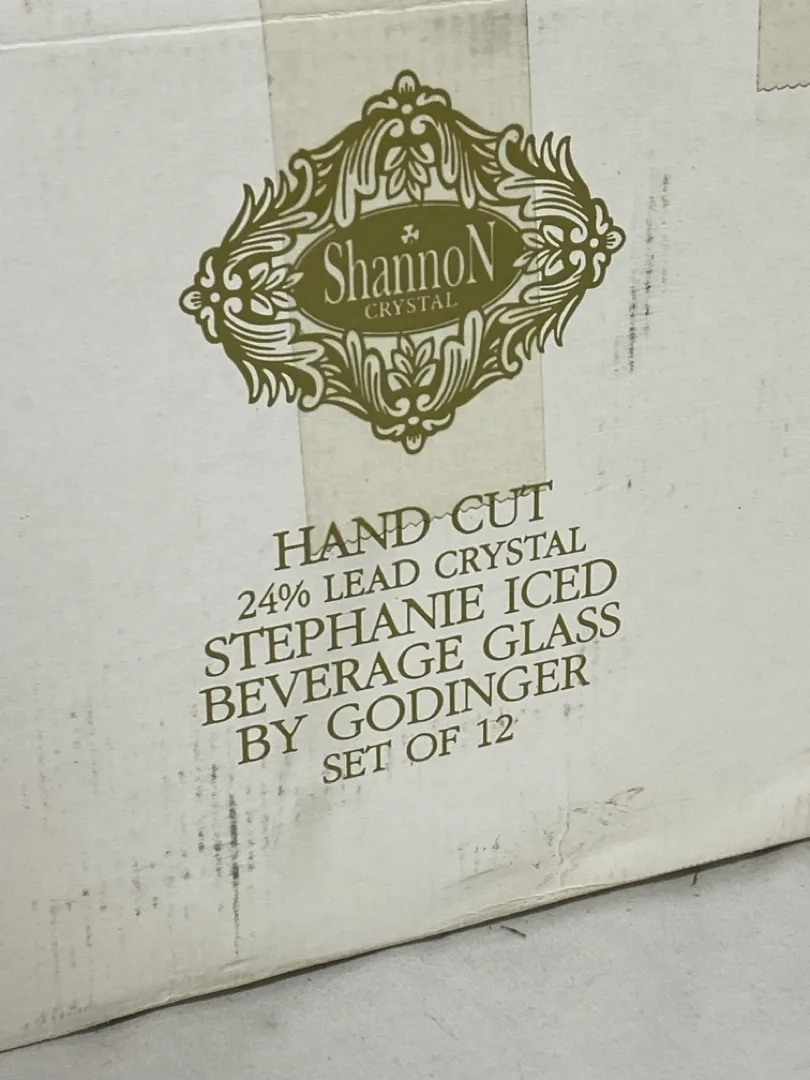 ShannoN
CRYSTAL
HAND CUT
24% LEAD CRYSTAL
STEPHANIE ICED
BEVERAGE GLASS
BY GODINGER
SET OF 12